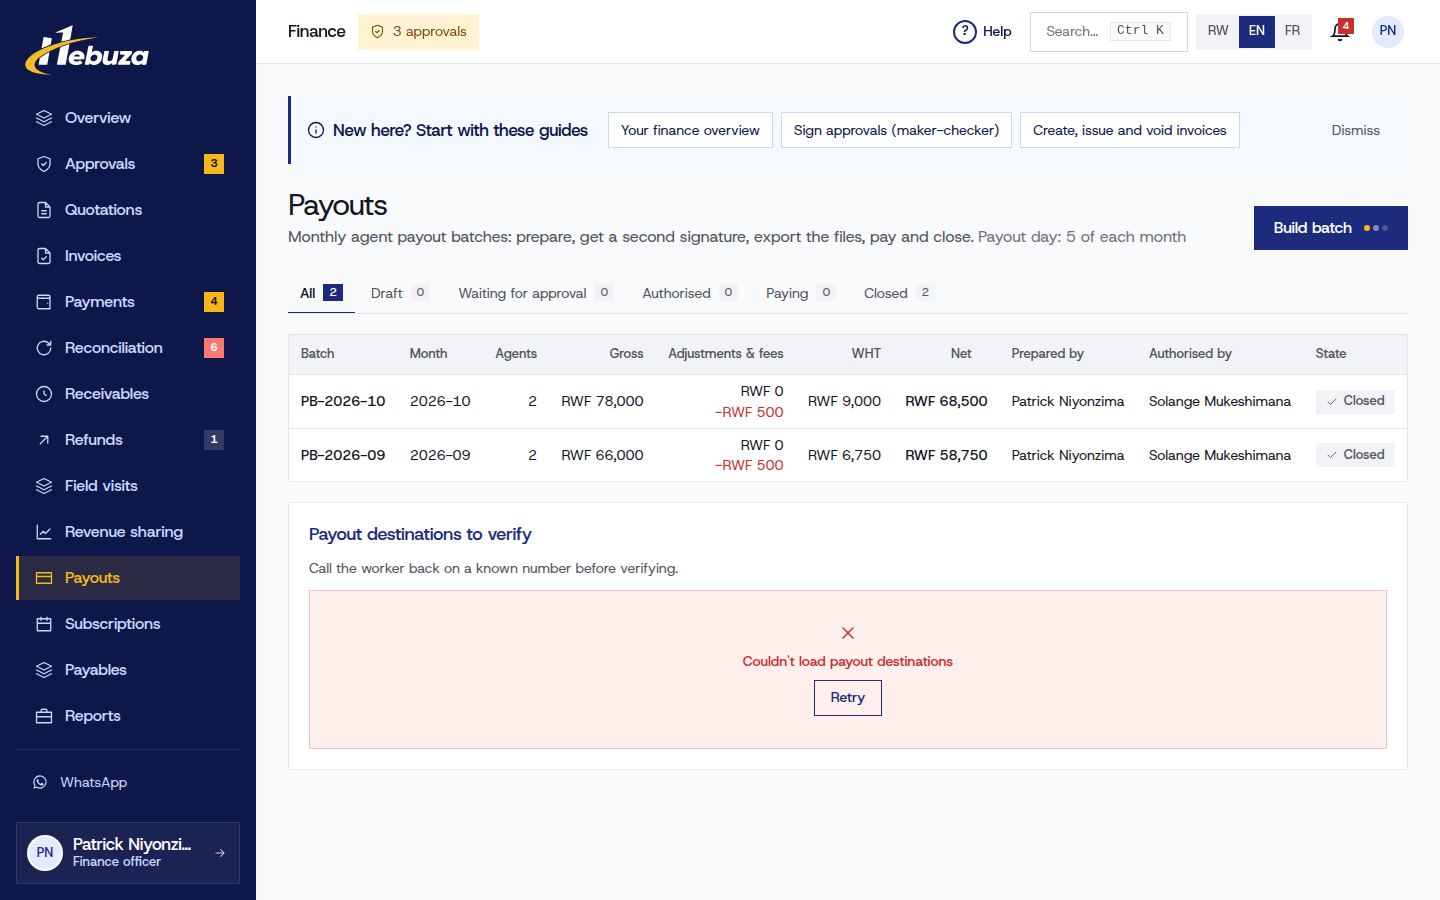 Hebuza
Overview
Approvals 3
Quotations
Invoices
Payments 4
Reconciliation 6
Receivables
Refunds 1
Field visits
Revenue sharing
Payouts
Subscriptions
Payables
Reports
WhatsApp
PN Patrick Niyonzi...
Finance officer
Finance 3 approvals ? Help Search... Ctrl K RW EN FR 4 PN
New here? Start with these guides Your finance overview Sign approvals (maker-checker) Create, issue and void invoices Dismiss
Payouts
Monthly agent payout batches: prepare, get a second signature, export the files, pay and close. Payout day: 5 of each month
Build batch
All 2 Draft 0 Waiting for approval 0 Authorised 0 Paying 0 Closed 2
Batch Month Agents Gross Adjustments & fees WHT Net Prepared by Authorised by State
PB-2026-10 2026-10 2 RWF 78,000 RWF 0 RWF 9,000 RWF 68,500 Patrick Niyonzima Solange Mukeshimana Closed
-RWF 500
PB-2026-09 2026-09 2 RWF 66,000 RWF 0 RWF 6,750 RWF 58,750 Patrick Niyonzima Solange Mukeshimana Closed
-RWF 500
Payout destinations to verify
Call the worker back on a known number before verifying.
Couldn't load payout destinations
Retry